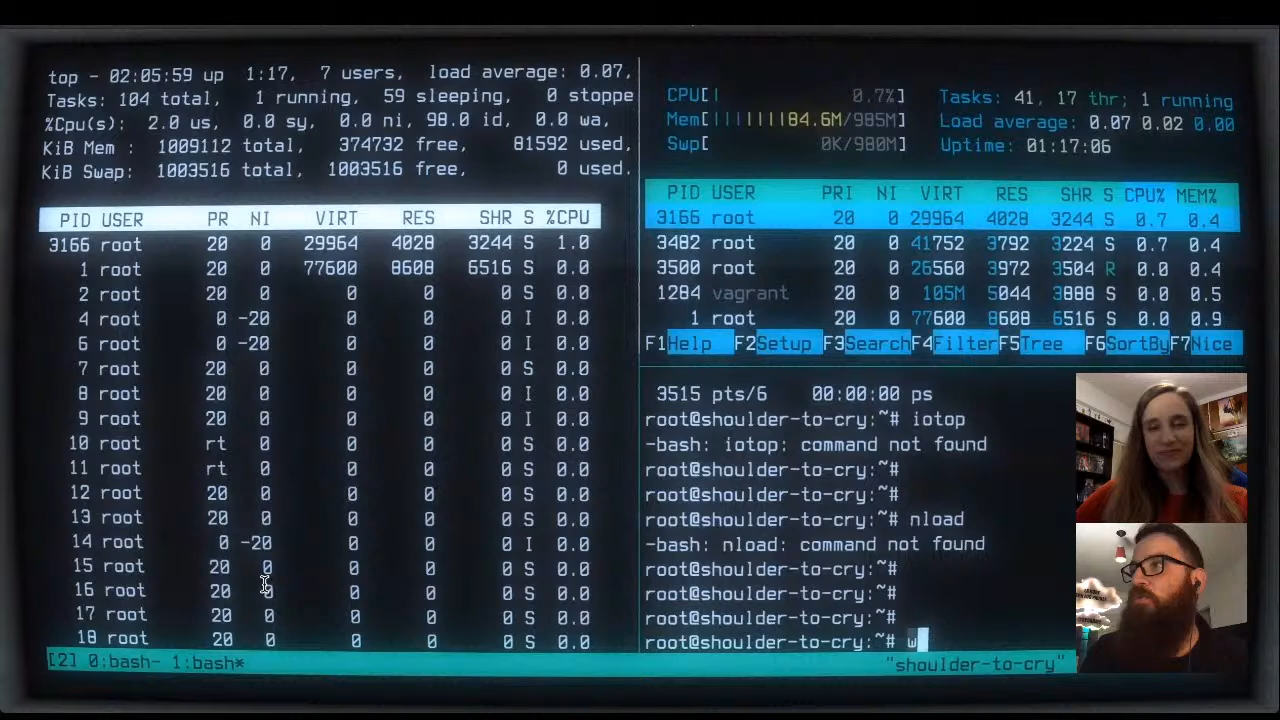 top - 02:05:59 up  1:17,  7 users,  load average: 0.07,
Tasks: 104 total,   1 running,  59 sleeping,   0 stoppe
%Cpu(s):  2.0 us,  0.0 sy,  0.0 ni, 98.0 id,  0.0 wa,
KiB Mem :  1009112 total,   374732 free,    81592 used,
KiB Swap:  1003516 total,  1003516 free,        0 used.
PID USER      PR  NI    VIRT    RES    SHR S %CPU
3166 root      20   0   29964   4028   3244 S  1.0
1 root      20   0   77600   8608   6516 S  0.0
2 root      20   0       0      0      0 S  0.0
4 root       0 -20       0      0      0 I  0.0
6 root       0 -20       0      0      0 I  0.0
7 root      20   0       0      0      0 S  0.0
8 root      20   0       0      0      0 I  0.0
9 root      20   0       0      0      0 I  0.0
10 root      rt   0       0      0      0 S  0.0
11 root      rt   0       0      0      0 S  0.0
12 root      20   0       0      0      0 S  0.0
13 root      20   0       0      0      0 S  0.0
14 root       0 -20       0      0      0 I  0.0
15 root      20   0       0      0      0 S  0.0
16 root      20   0       0      0      0 S  0.0
17 root      20   0       0      0      0 S  0.0
18 root      20   0       0      0      0 S  0.0
CPU[|             0.7%]   Tasks: 41, 17 thr; 1 running
Mem[|||||||||84.6M/985M]   Load average: 0.07 0.02 0.00
Swp[           0K/980M]   Uptime: 01:17:06
PID USER      PRI  NI  VIRT   RES   SHR S CPU% MEM%
3166 root       20   0 29964  4028  3244 S  0.7  0.4
3482 root       20   0 41752  3792  3224 S  0.7  0.4
3500 root       20   0 26560  3972  3504 R  0.0  0.4
1284 vagrant    20   0  105M  5044  3888 S  0.0  0.5
1 root       20   0 77600  8608  6516 S  0.0  0.9
F1Help  F2Setup F3SearchF4FilterF5Tree  F6SortByF7Nice
3515 pts/6    00:00:00 ps
root@shoulder-to-cry:~# iotop
-bash: iotop: command not found
root@shoulder-to-cry:~#
root@shoulder-to-cry:~#
root@shoulder-to-cry:~# nload
-bash: nload: command not found
root@shoulder-to-cry:~#
root@shoulder-to-cry:~#
root@shoulder-to-cry:~#
root@shoulder-to-cry:~# w
[2] 0:bash- 1:bash*
"shoulder-to-cry"